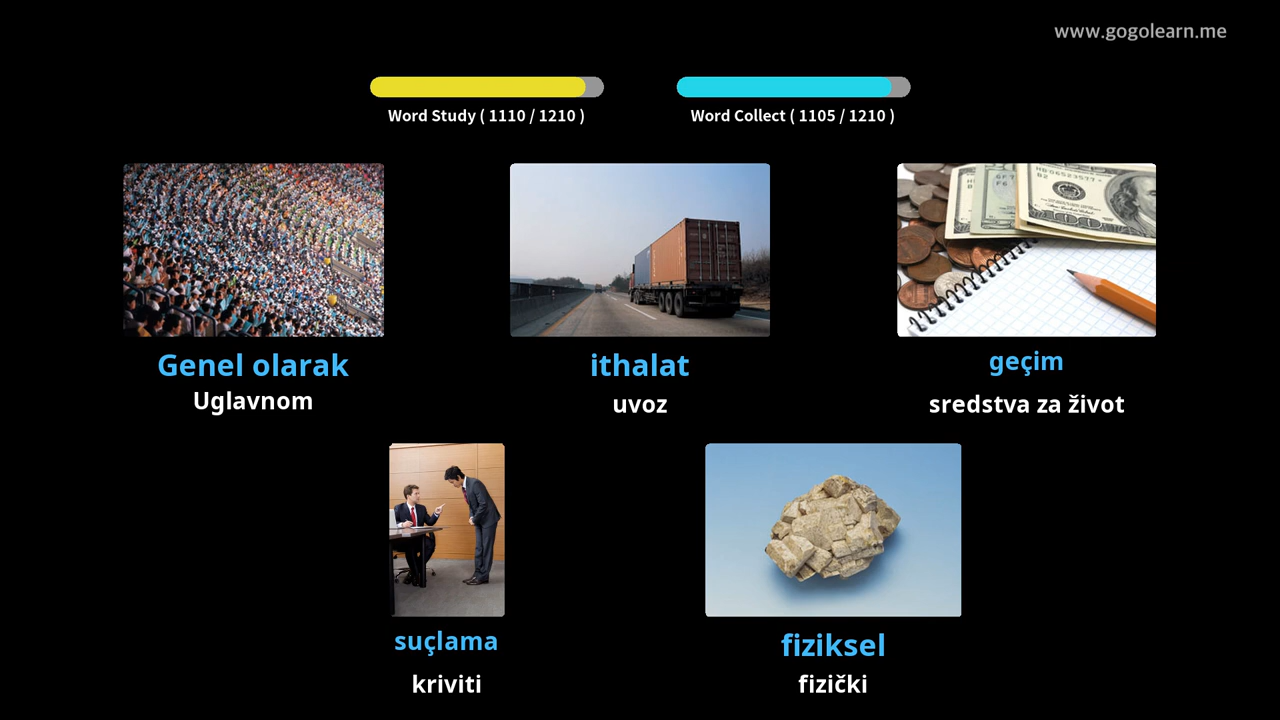 www.gogolearn.me
Word Study ( 1110 / 1210 )
Word Collect ( 1105 / 1210 )
Genel olarak
Uglavnom
ithalat
uvoz
geçim
sredstva za život
suçlama
kriviti
fiziksel
fizički